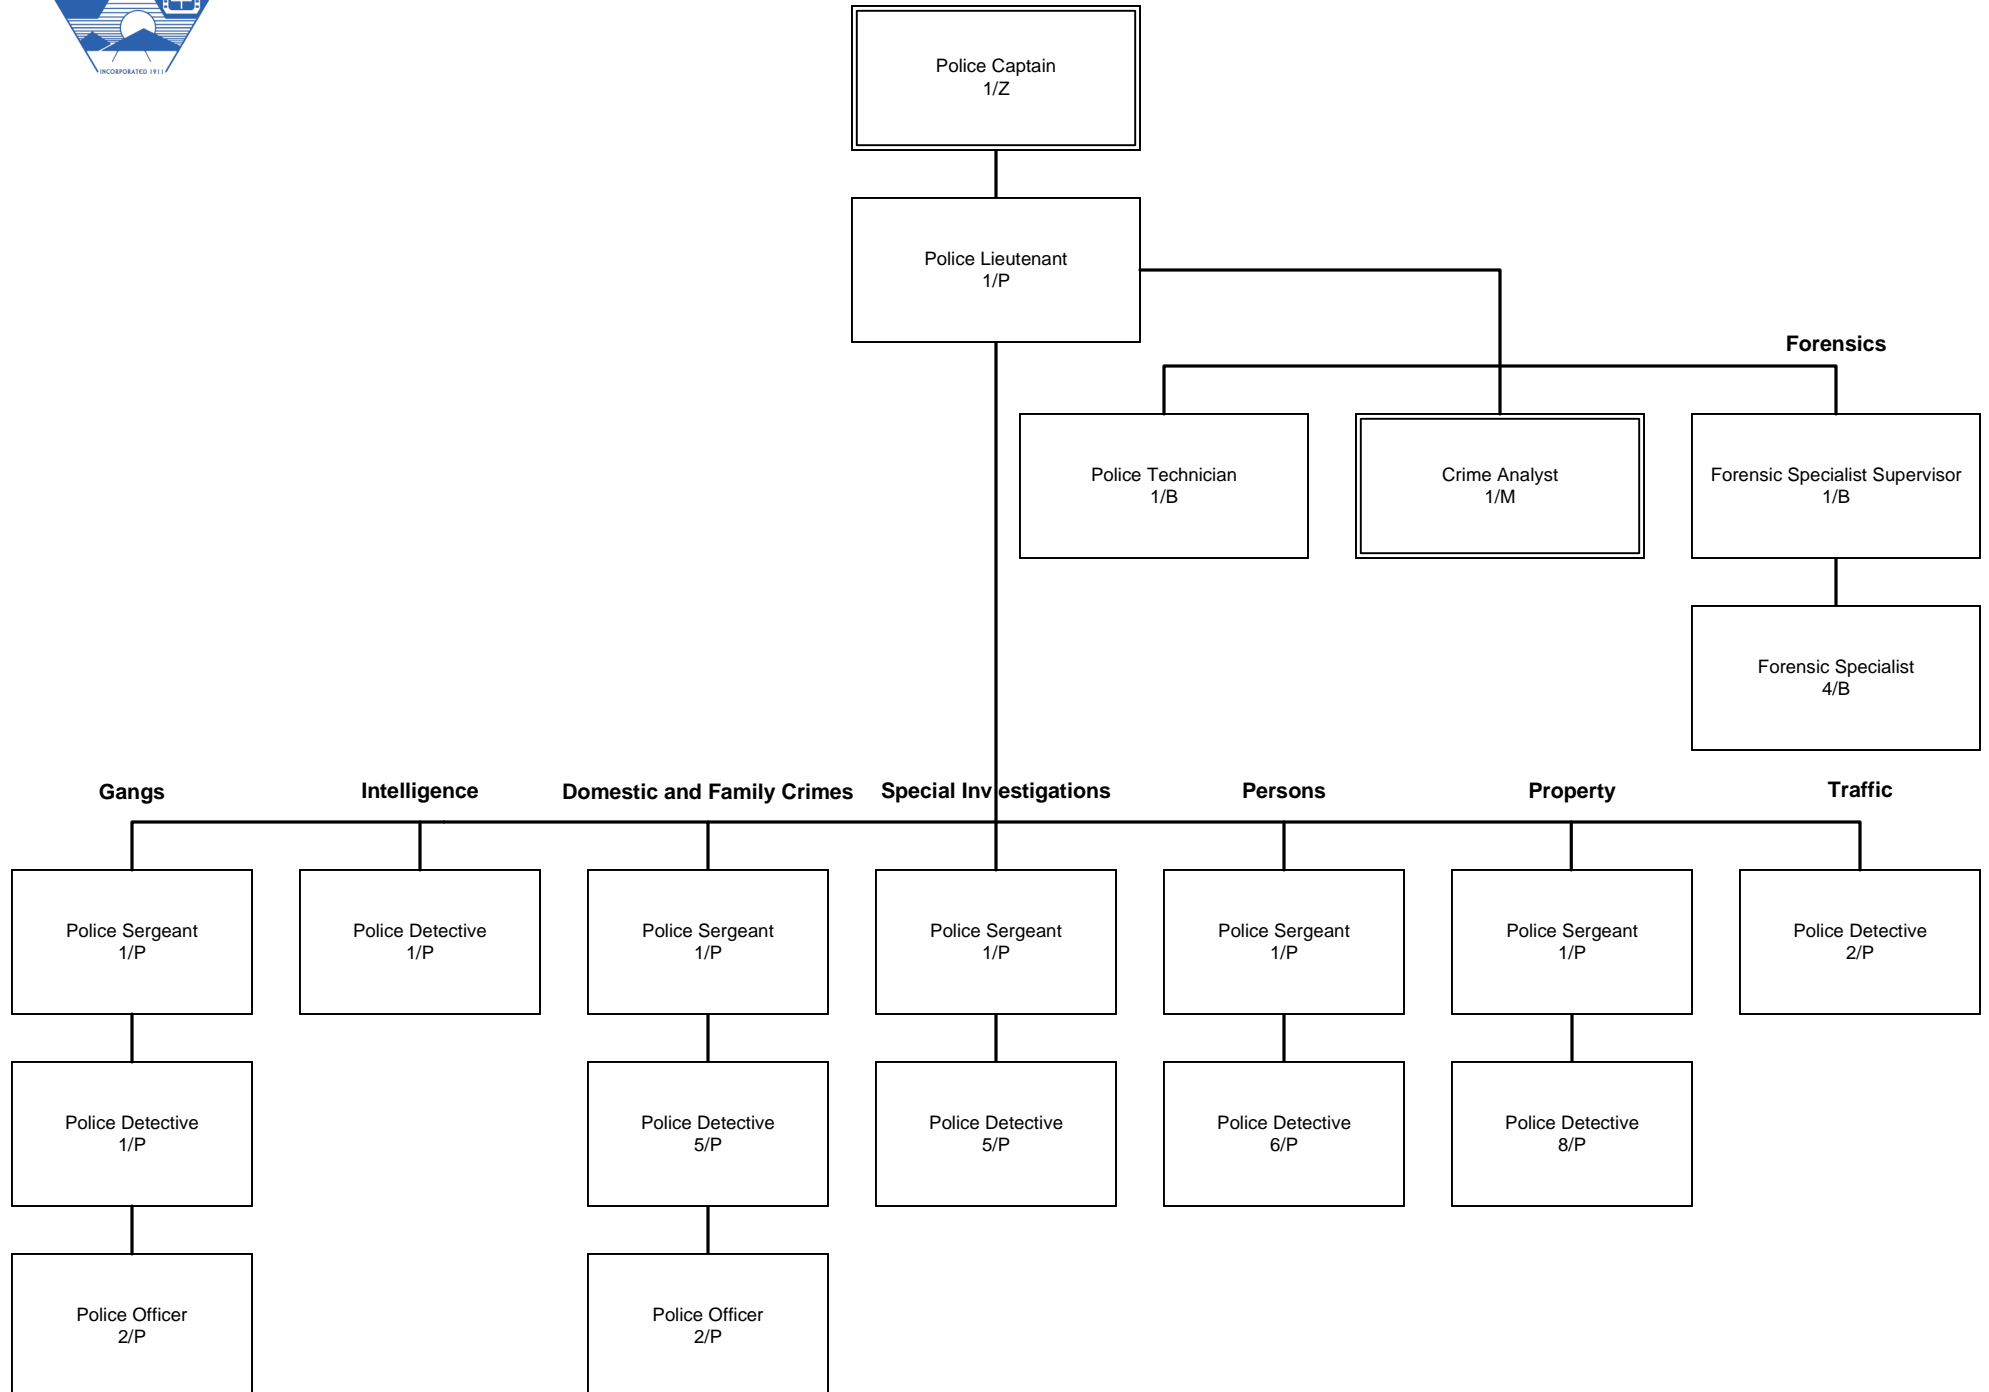 INCORPORATED 1911
Police Captain
1/Z
Police Lieutenant
1/P
Forensics
Police Technician
1/B
Crime Analyst
1/M
Forensic Specialist Supervisor
1/B
Forensic Specialist
4/B
Gangs
Intelligence
Domestic and Family Crimes
Special Investigations
Persons
Property
Traffic
Police Sergeant
1/P
Police Detective
1/P
Police Sergeant
1/P
Police Sergeant
1/P
Police Sergeant
1/P
Police Sergeant
1/P
Police Detective
2/P
Police Detective
1/P
Police Detective
5/P
Police Detective
5/P
Police Detective
6/P
Police Detective
8/P
Police Officer
2/P
Police Officer
2/P